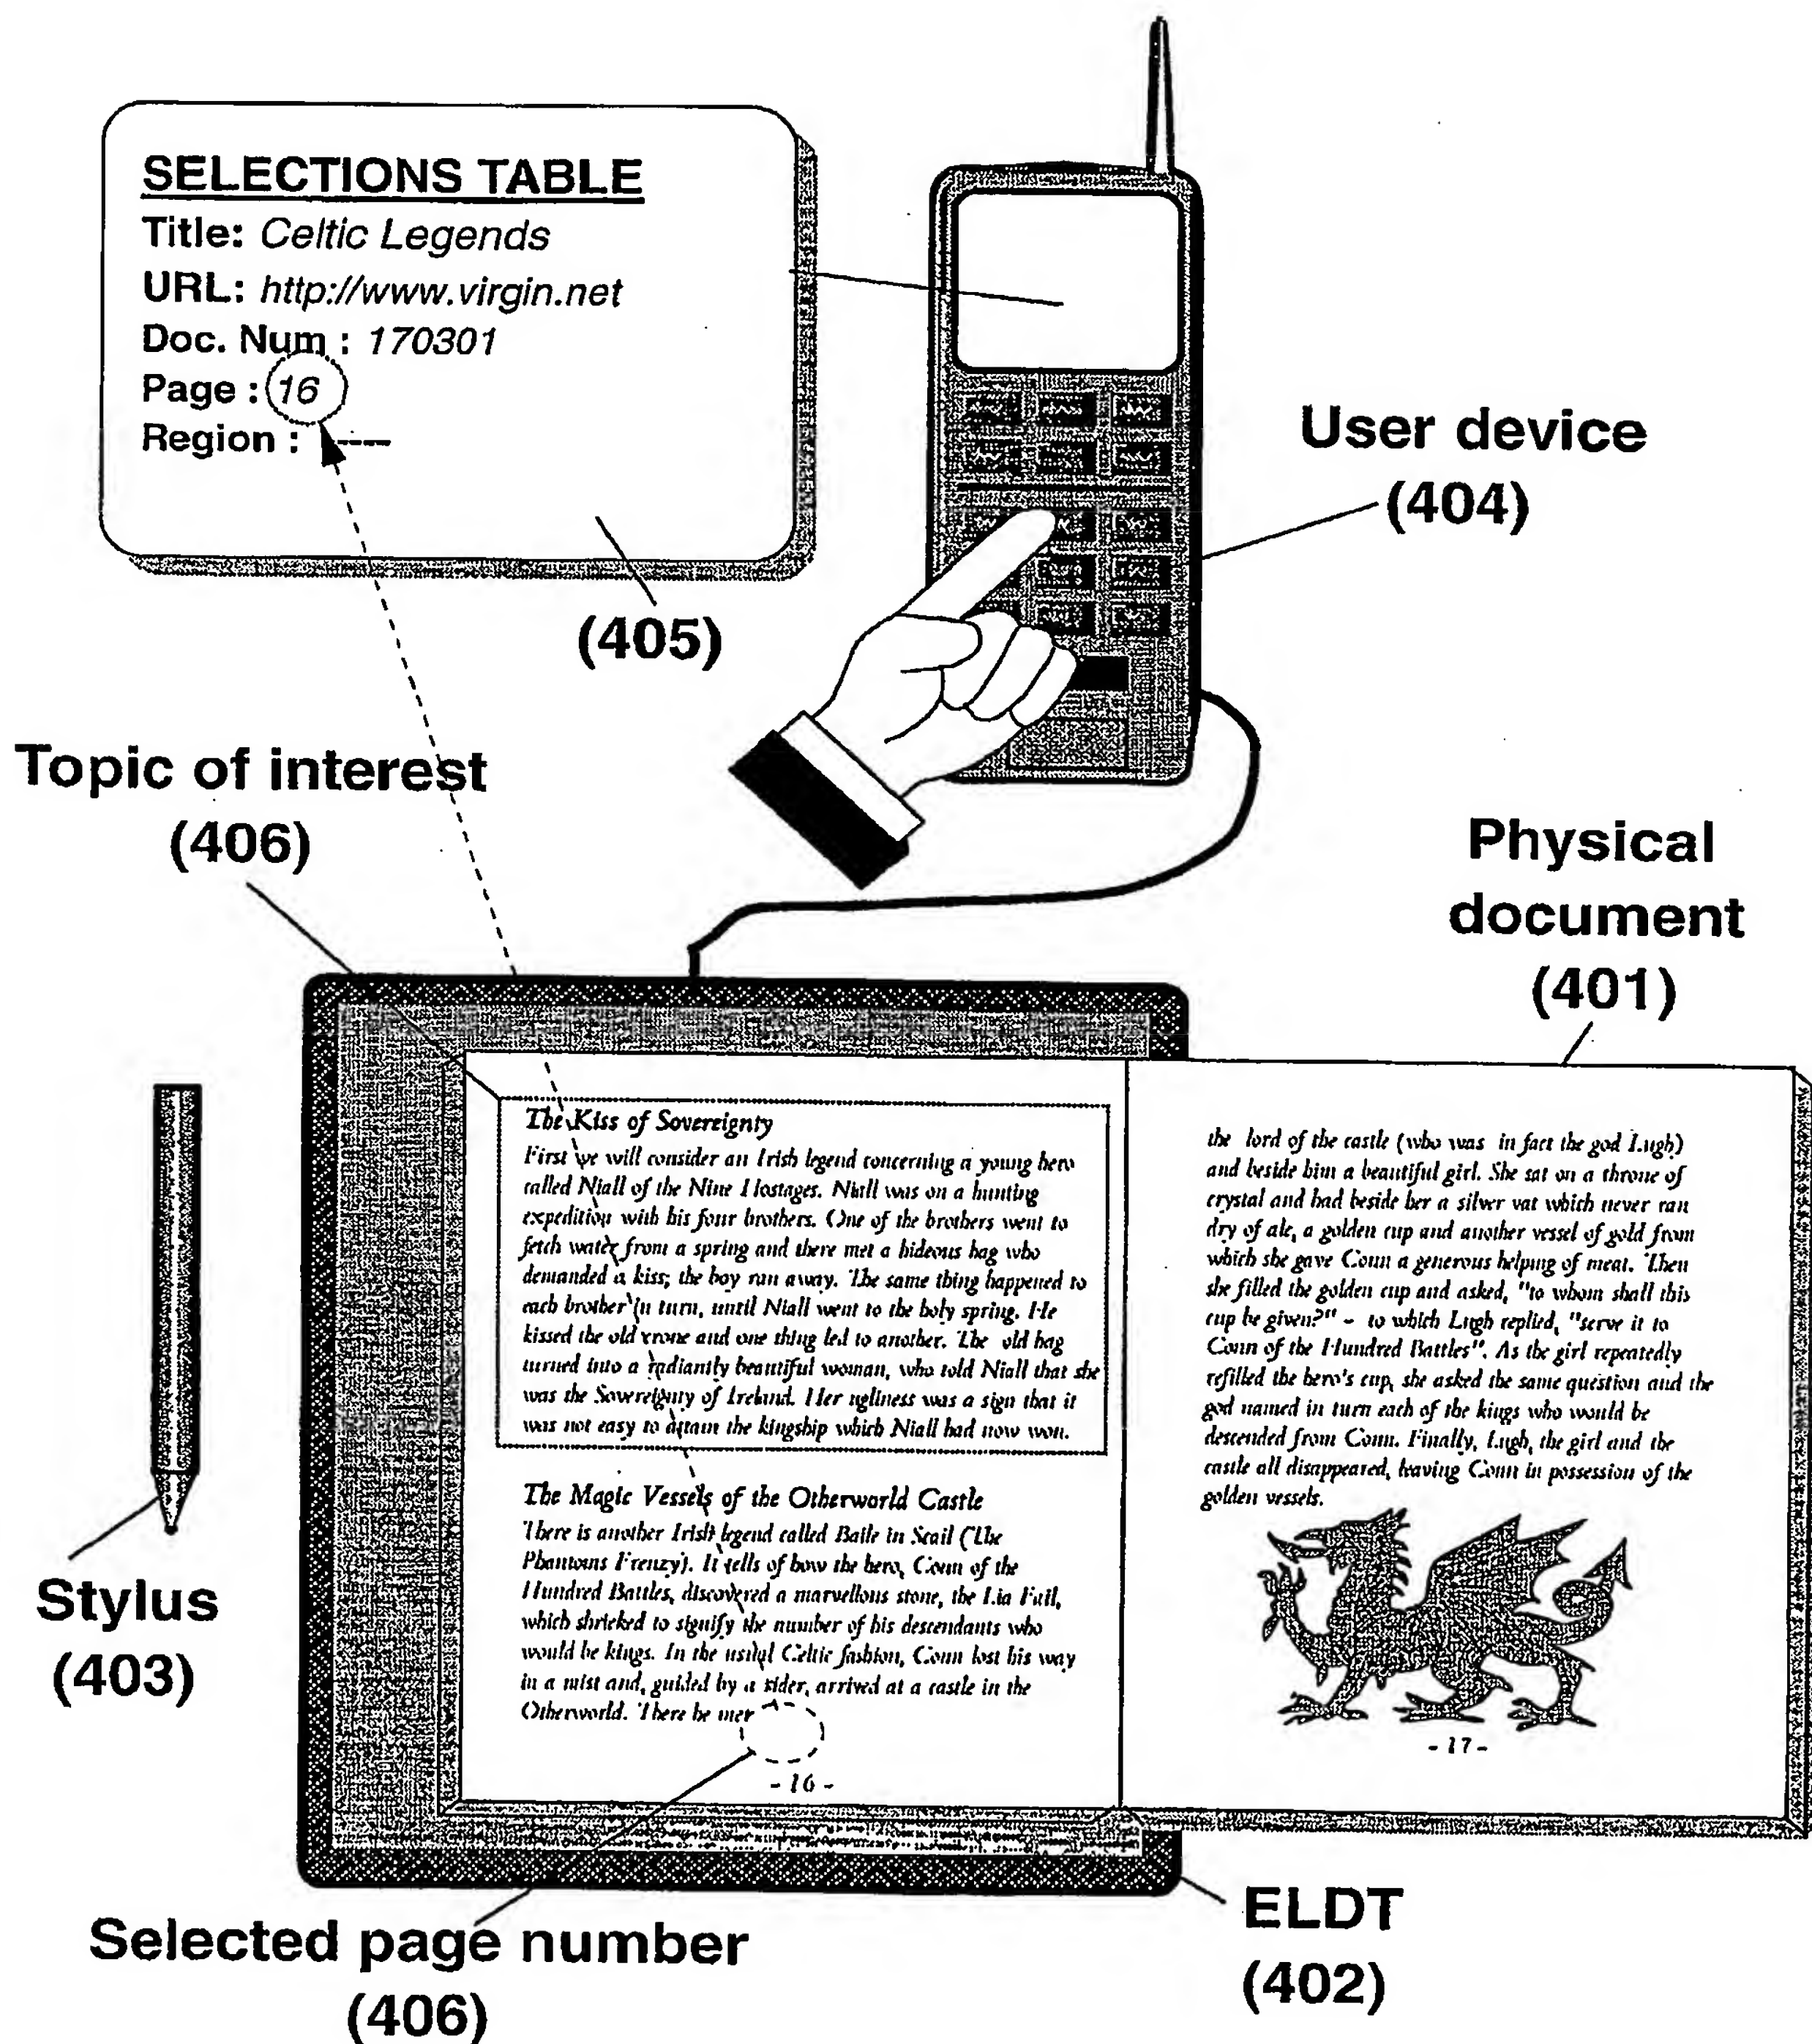 SELECTIONS TABLE
Title: Celtic Legends
URL: http://www.virgin.net
Doc. Num : 170301
Page : 16
Region : ----
(405)
User device
(404)
Topic of interest
(406)
Physical
document
(401)
The Kiss of Sovereignty
First we will consider an Irish legend concerning a young hero
called Niall of the Nine Hostages. Niall was on a hunting
expedition with his four brothers. One of the brothers went to
fetch water from a spring and there met a hideous hag who
demanded a kiss; the boy ran away. The same thing happened to
each brother in turn, until Niall went to the holy spring. He
kissed the old crone and one thing led to another. The old hag
turned into a radiantly beautiful woman, who told Niall that she
was the Sovereignty of Ireland. Her ugliness was a sign that it
was not easy to attain the kingship which Niall had now won.
The Magic Vessels of the Otherworld Castle
There is another Irish legend called Baile in Scail (The
Phantoms Frenzy). It tells of how the hero, Conn of the
Hundred Battles, discovered a marvellous stone, the Lia Fail,
which shrieked to signify the number of his descendants who
would be kings. In the usual Celtic fashion, Conn lost his way
in a mist and, guided by a rider, arrived at a castle in the
Otherworld. There he met
- 16 -
the lord of the castle (who was in fact the god Lugh)
and beside him a beautiful girl. She sat on a throne of
crystal and had beside her a silver vat which never ran
dry of ale, a golden cup and another vessel of gold from
which she gave Conn a generous helping of meat. Then
she filled the golden cup and asked, "to whom shall this
cup be given?" - to which Lugh replied, "serve it to
Conn of the Hundred Battles". As the girl repeatedly
refilled the hero's cup, she asked the same question and the
god named in turn each of the kings who would be
descended from Conn. Finally, Lugh, the girl and the
castle all disappeared, leaving Conn in possession of the
golden vessels.
- 17 -
Stylus
(403)
Selected page number
(406)
ELDT
(402)